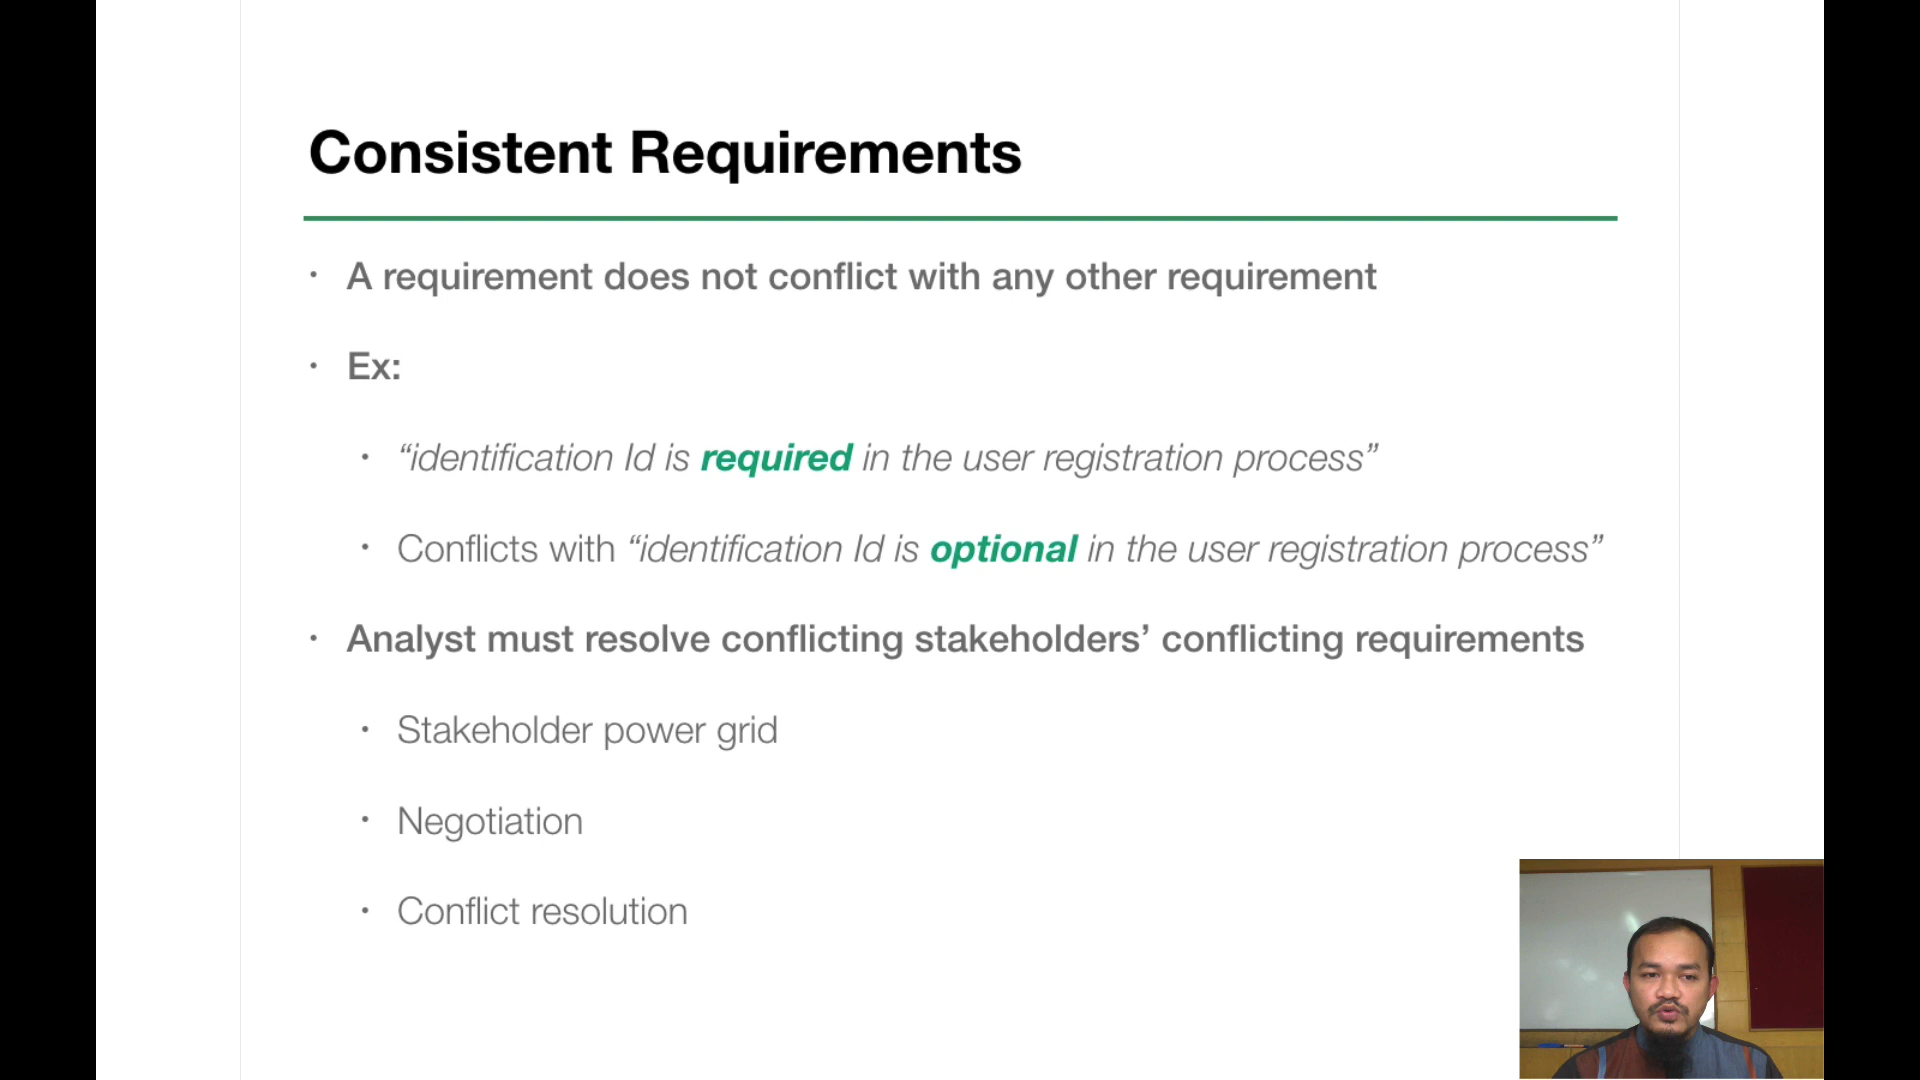 Consistent Requirements
• A requirement does not conflict with any other requirement
• Ex:
• “identification Id is required in the user registration process”
• Conflicts with “identification Id is optional in the user registration process”
• Analyst must resolve conflicting stakeholders’ conflicting requirements
• Stakeholder power grid
• Negotiation
• Conflict resolution